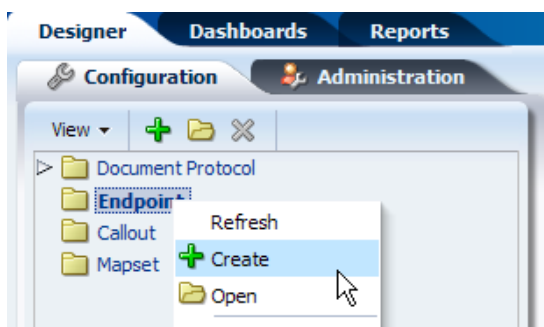 Designer Dashboards Reports
Configuration Administration
View
Document Protocol
Endpoint
Refresh
Callout
Create
Mapset
Open